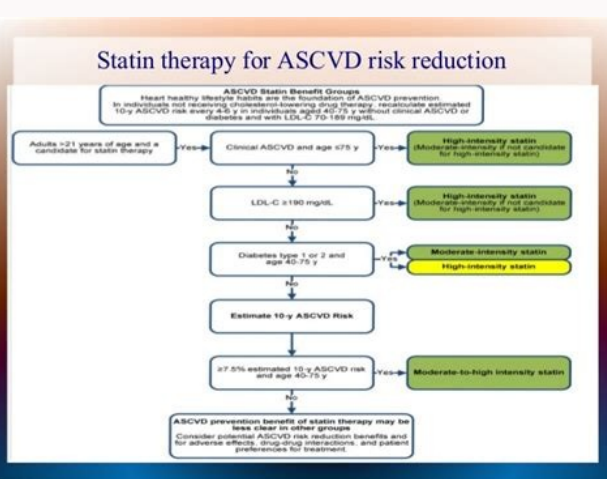 Statin therapy for ASCVD risk reduction
ASCVD Statin Benefit Groups
Heart healthy lifestyle habits are the foundation of ASCVD prevention.
In individuals not receiving cholesterol-lowering drug therapy, recalculate estimated
10-y ASCVD risk every 4-6 y in individuals aged 40-75 y without clinical ASCVD or
diabetes and with LDL-C 70-189 mg/dL.
Adults >21 years of age and a
candidate for statin therapy
Yes
Clinical ASCVD and age ≤75 y
Yes
High-intensity statin
(Moderate-intensity if not candidate
for high-intensity statin)
No
LDL-C ≥190 mg/dL
Yes
High-intensity statin
(Moderate-intensity if not candidate
for high-intensity statin)
No
Diabetes type 1 or 2 and
age 40-75 y
Yes
Moderate-intensity statin
High-intensity statin
No
Estimate 10-y ASCVD Risk
≥7.5% estimated 10-y ASCVD risk
and age 40-75 y
Yes
Moderate-to-high intensity statin
No
ASCVD prevention benefit of statin therapy may be
less clear in other groups
Consider potential ASCVD risk reduction benefits and
for adverse effects, drug-drug interactions, and patient
preferences for treatment.